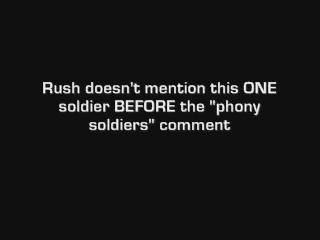 Rush doesn't mention this ONE
soldier BEFORE the "phony
soldiers" comment